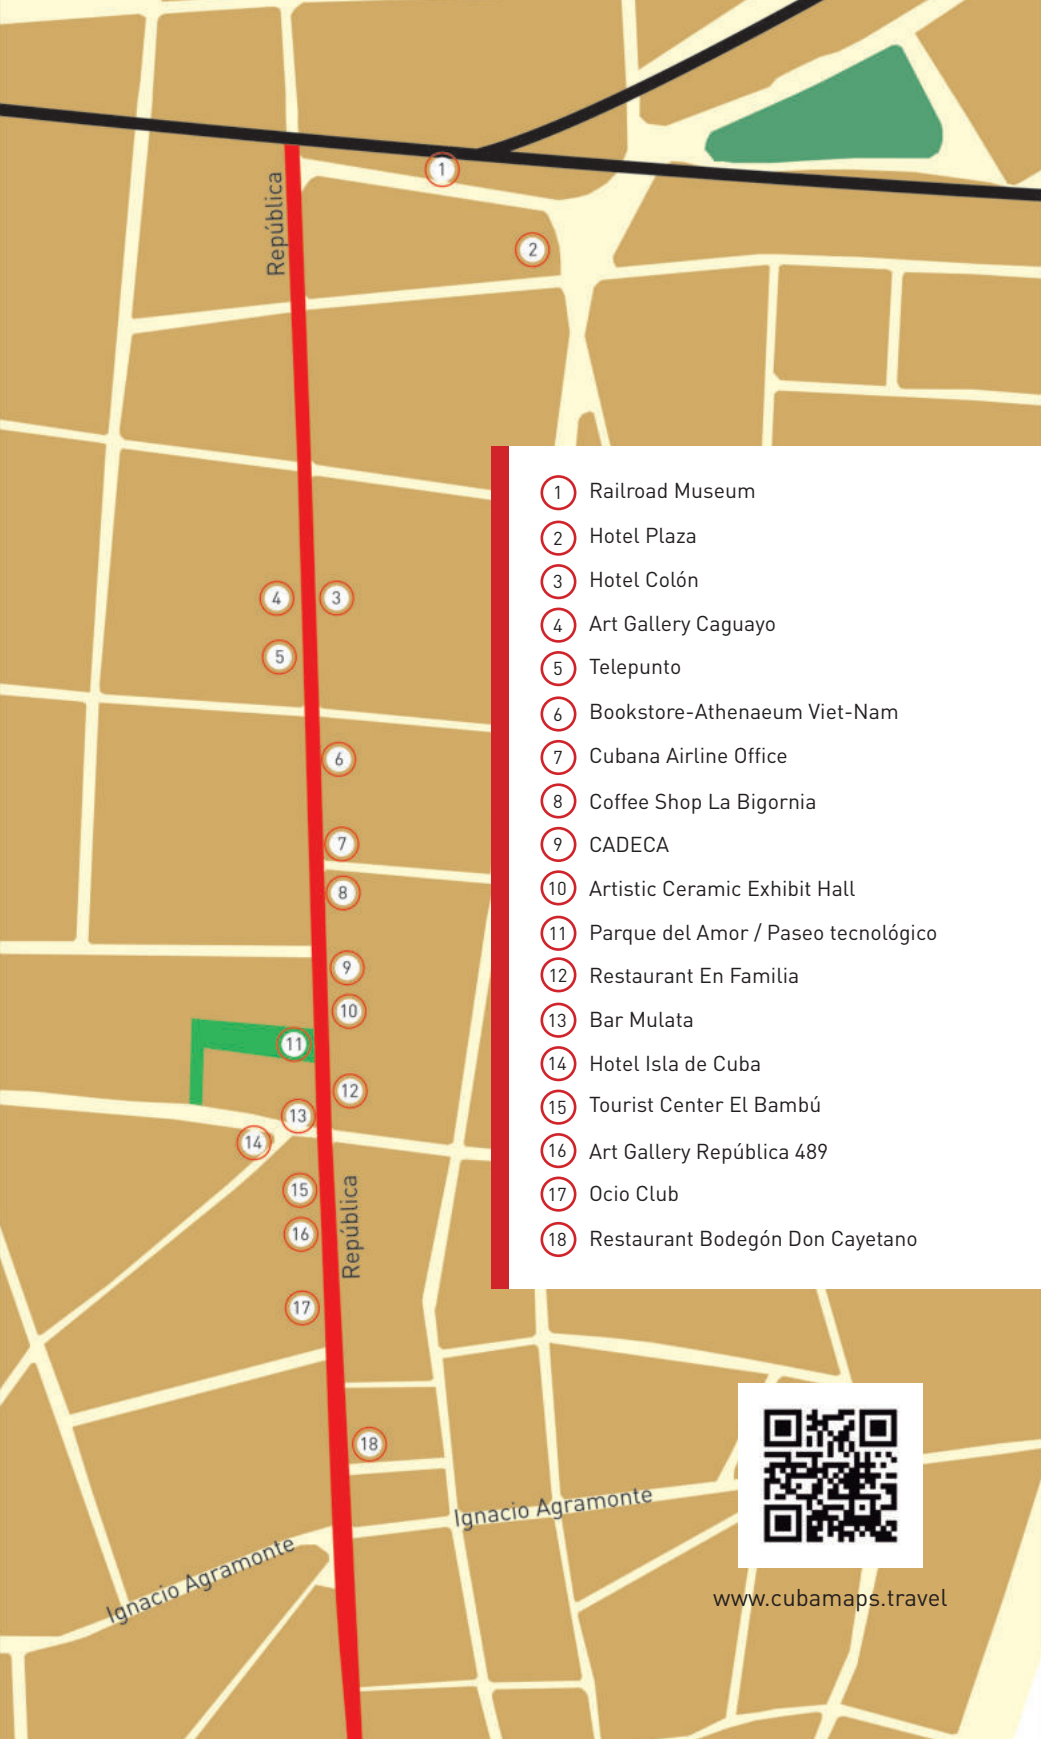 1
República
2
4
3
5
6
7
8
9
10
11
12
13
14
15
República
16
17
18
Ignacio Agramonte
Ignacio Agramonte
1 Railroad Museum
2 Hotel Plaza
3 Hotel Colón
4 Art Gallery Caguayo
5 Telepunto
6 Bookstore-Athenaeum Viet-Nam
7 Cubana Airline Office
8 Coffee Shop La Bigornia
9 CADECA
10 Artistic Ceramic Exhibit Hall
11 Parque del Amor / Paseo tecnológico
12 Restaurant En Familia
13 Bar Mulata
14 Hotel Isla de Cuba
15 Tourist Center El Bambú
16 Art Gallery República 489
17 Ocio Club
18 Restaurant Bodegón Don Cayetano
www.cubamaps.travel